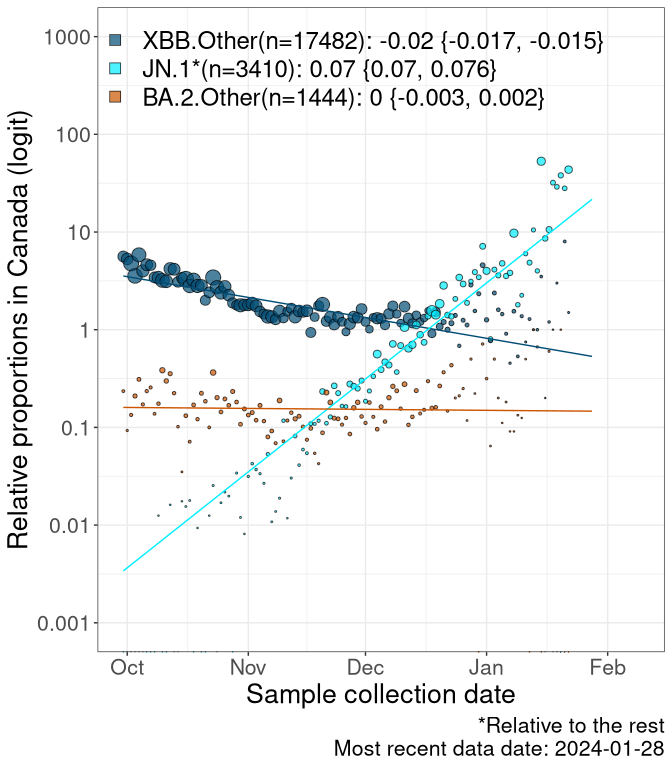 XBB.Other(n=17482): -0.02 {-0.017, -0.015}
JN.1*(n=3410): 0.07 {0.07, 0.076}
BA.2.Other(n=1444): 0 {-0.003, 0.002}
Relative proportions in Canada (logit)
1000
100
10
1
0.1
0.01
0.001
Oct Nov Dec Jan Feb
Sample collection date
*Relative to the rest
Most recent data date: 2024-01-28